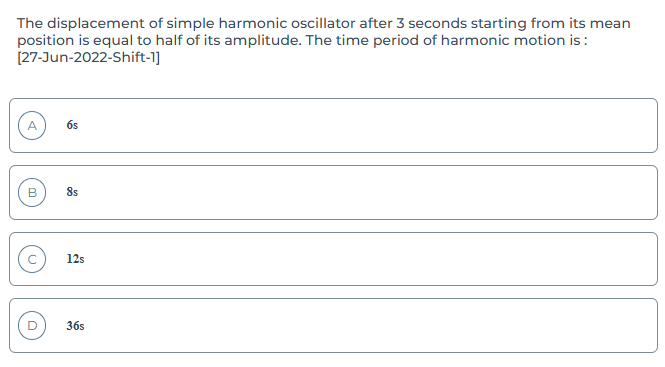 The displacement of simple harmonic oscillator after 3 seconds starting from its mean
position is equal to half of its amplitude. The time period of harmonic motion is :
[27-Jun-2022-Shift-1]
A 6s
B 8s
C 12s
D 36s